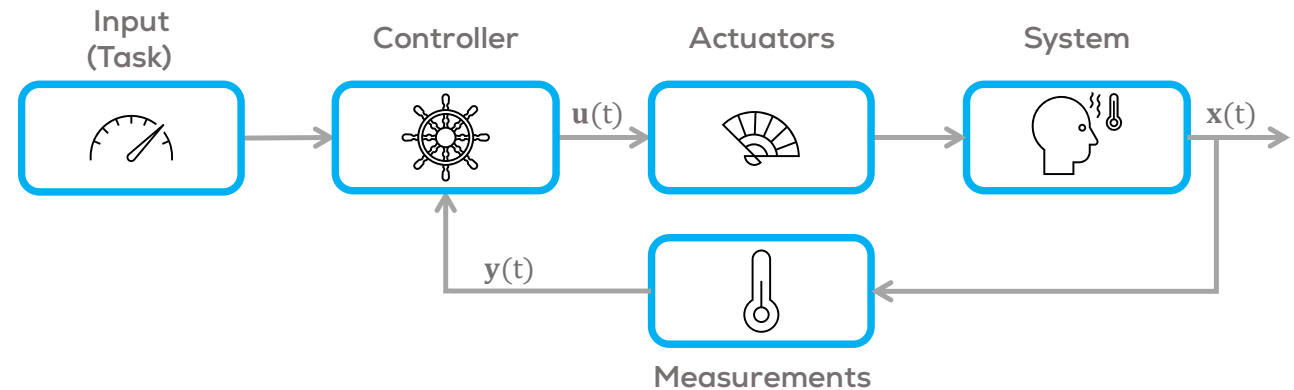 Input
(Task)
Controller
Actuators
System
u(t)
x(t)
y(t)
Measurements